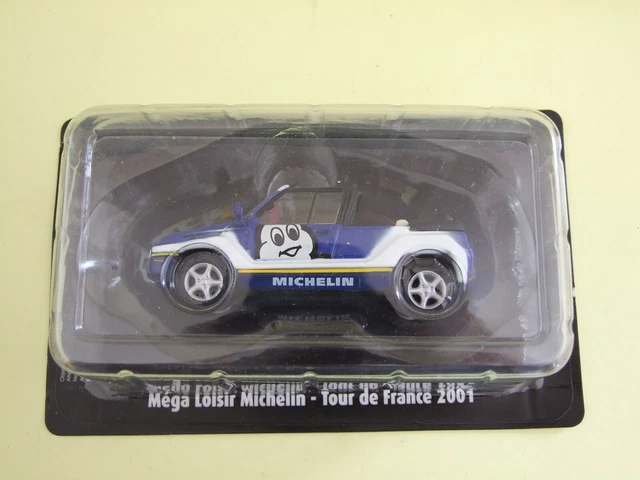 MICHELIN
Méga Loisir Michelin - Tour de France 2001